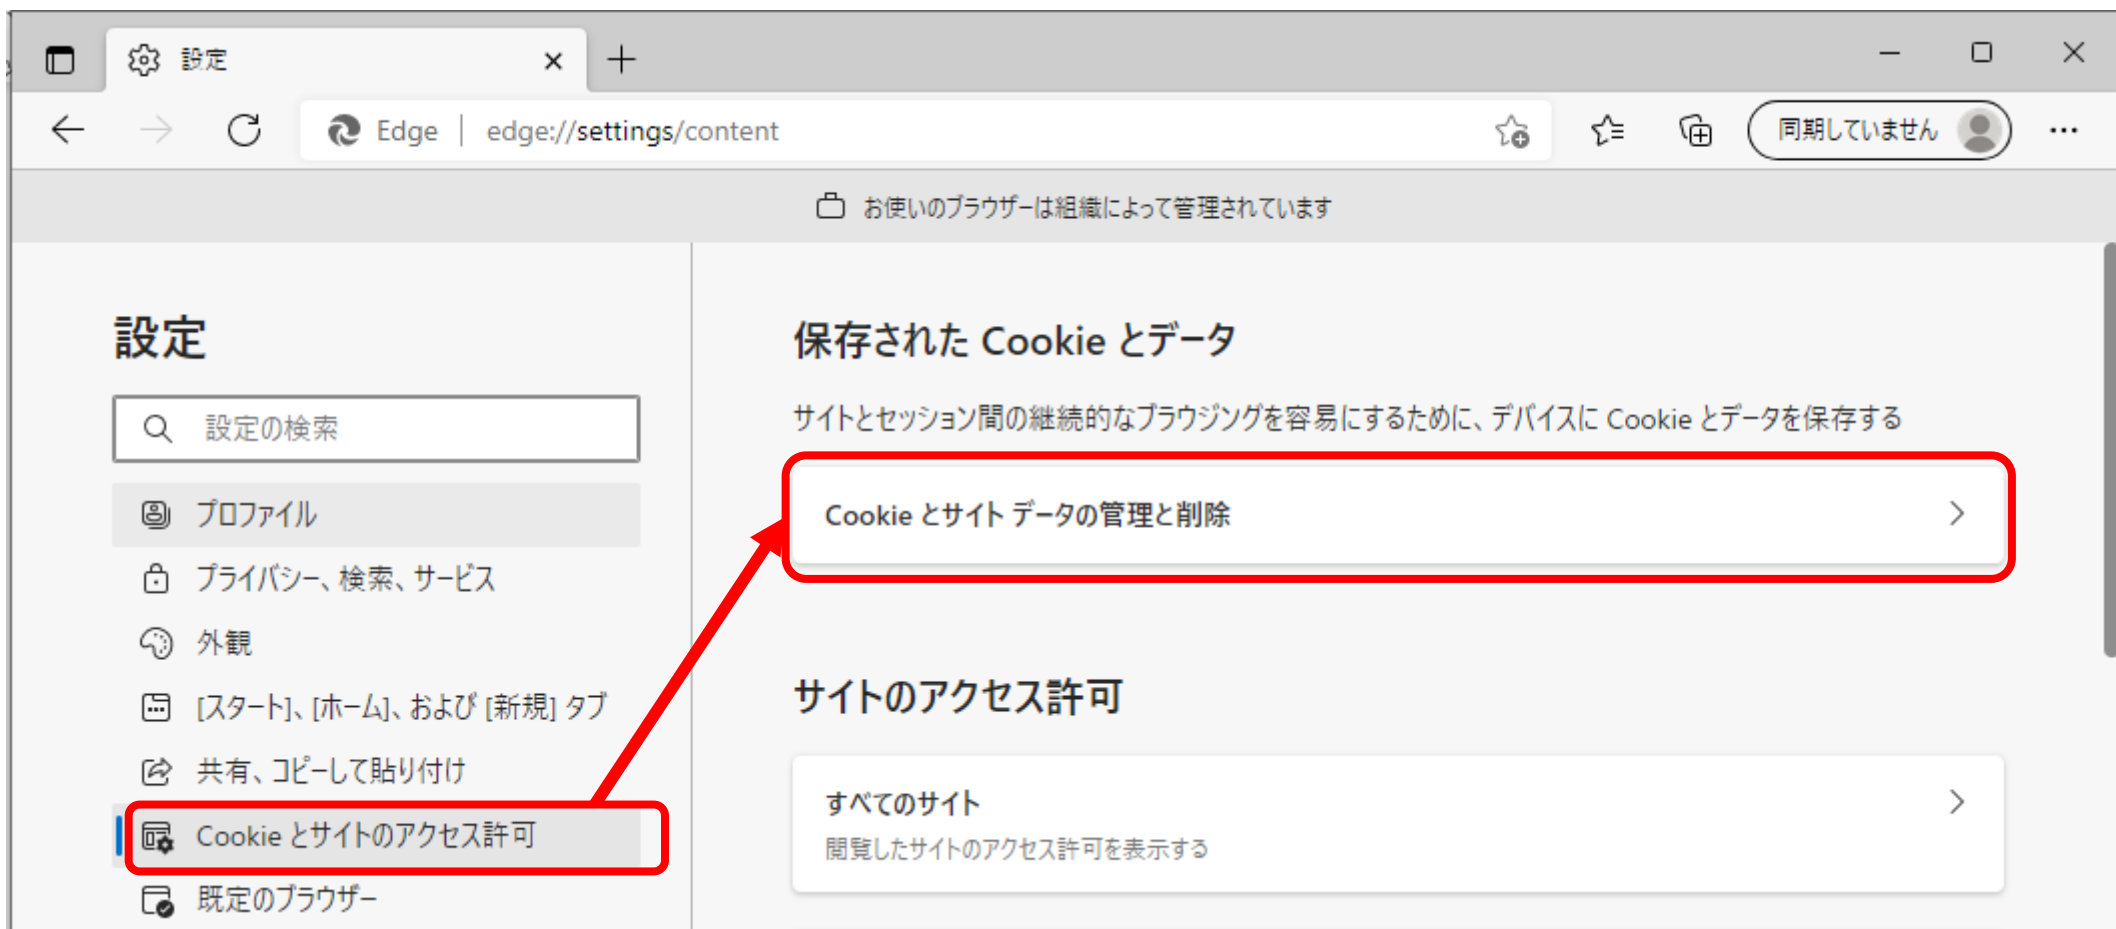 設定
Edge | edge://settings/content
同期していません
お使いのブラウザーは組織によって管理されています
設定
設定の検索
プロファイル
プライバシー、検索、サービス
外観
[スタート]、[ホーム]、および [新規] タブ
共有、コピーして貼り付け
Cookie とサイトのアクセス許可
既定のブラウザー
保存された Cookie とデータ
サイトとセッション間の継続的なブラウジングを容易にするために、デバイスに Cookie とデータを保存する
Cookie とサイト データの管理と削除
サイトのアクセス許可
すべてのサイト
閲覧したサイトのアクセス許可を表示する